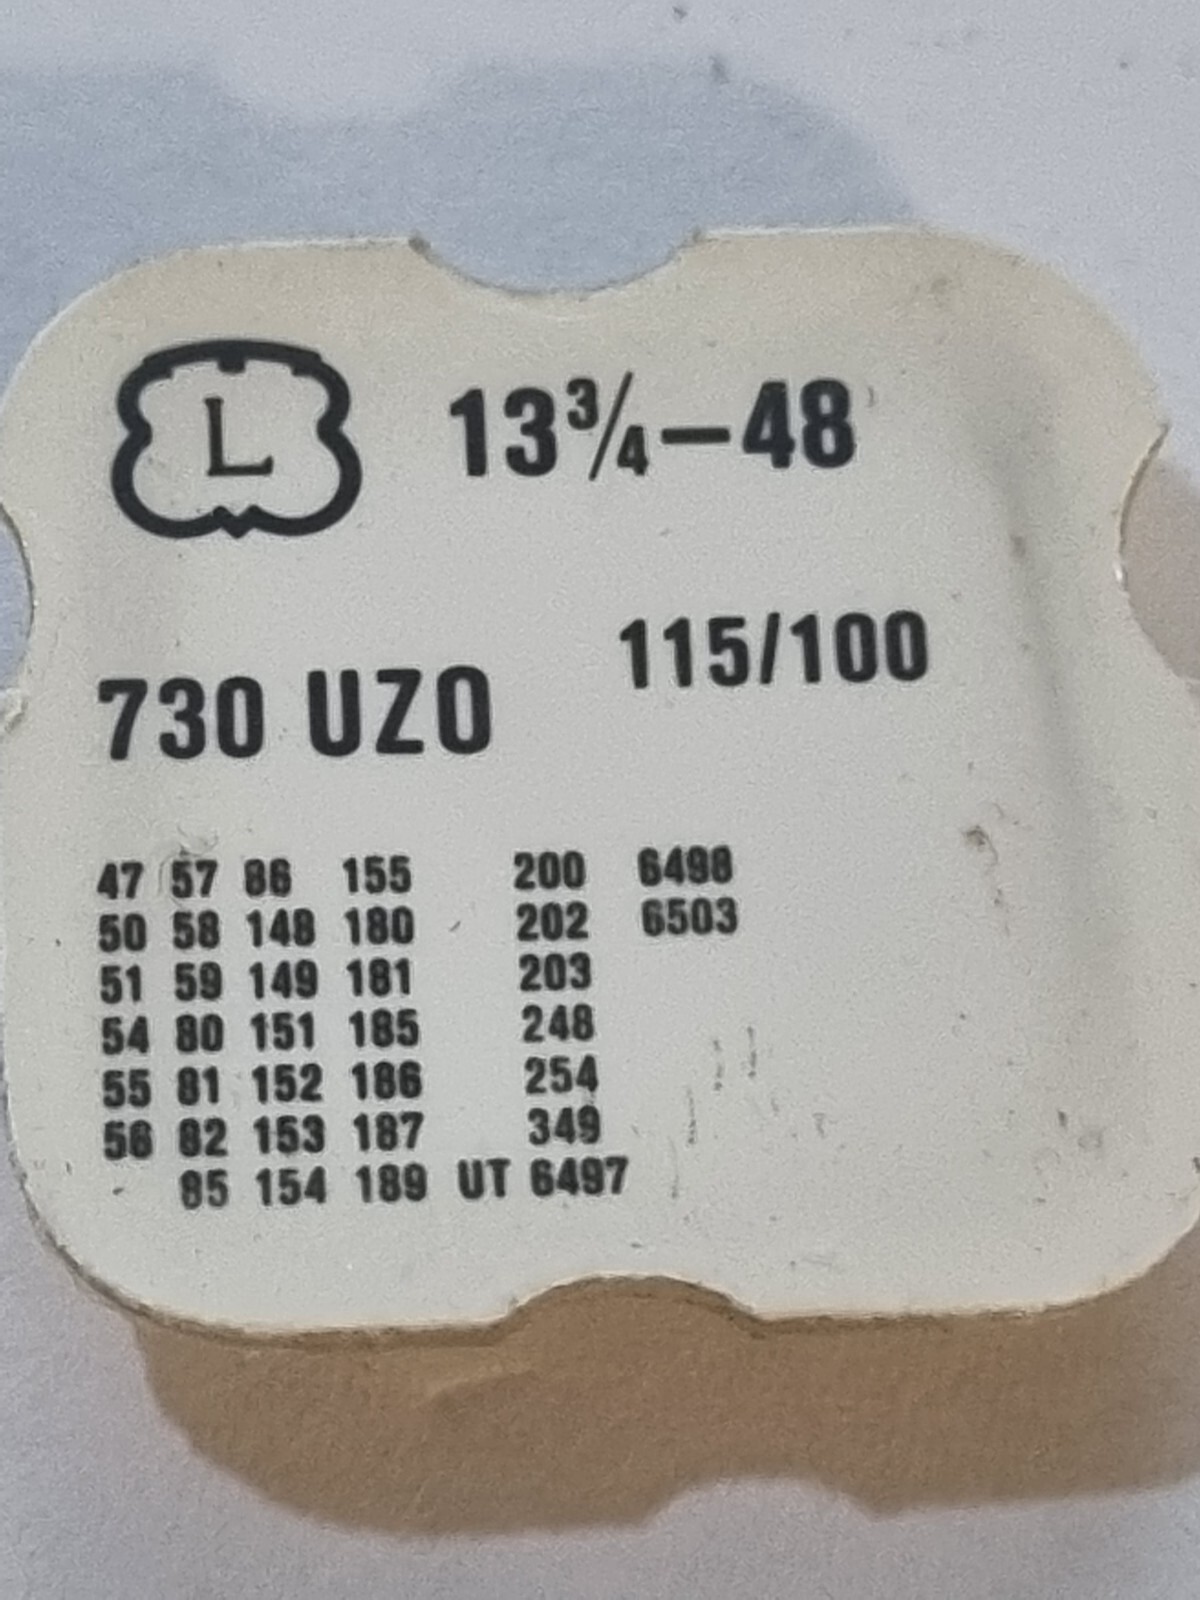 L 13¾–48
115/100
730 UZO
47 57 86 155 200 6498
50 58 148 180 202 6503
51 59 149 181 203
54 80 151 185 248
55 81 152 186 254
56 82 153 187 349
85 154 189 UT 6497